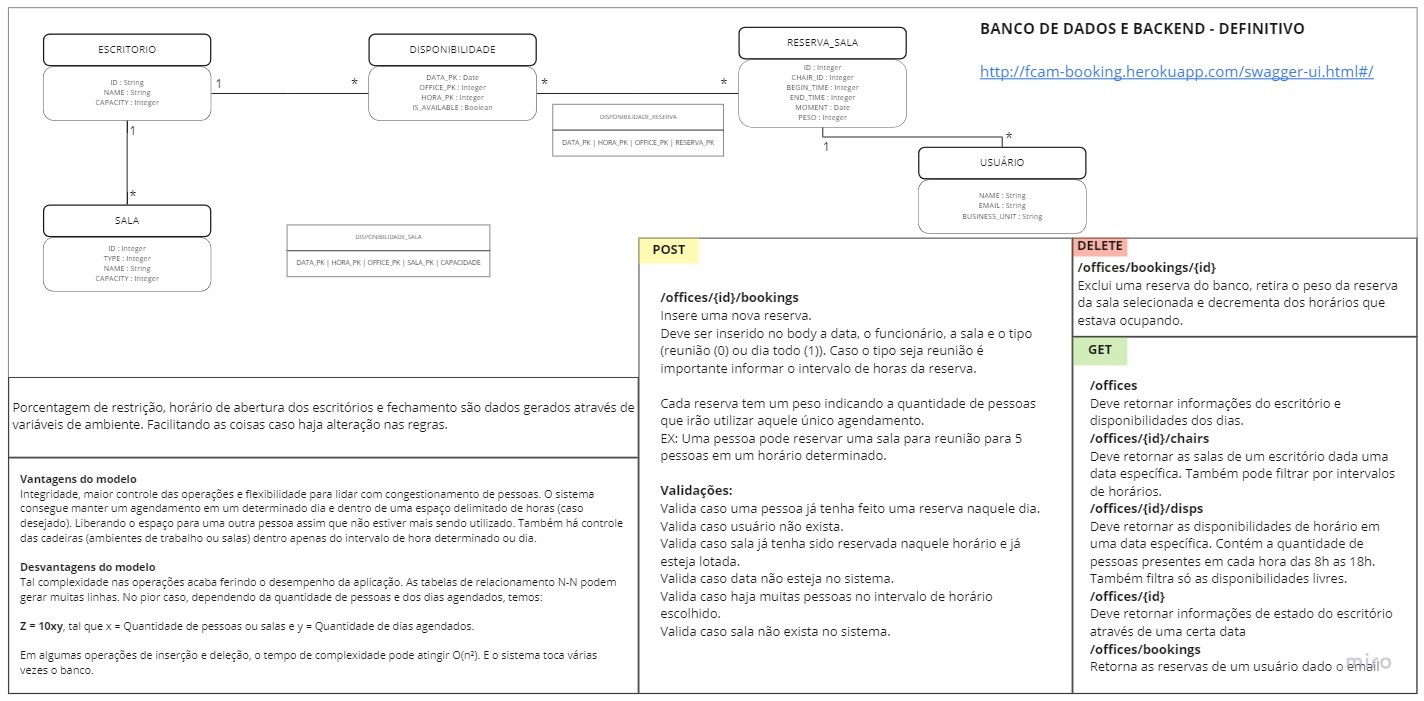 BANCO DE DADOS E BACKEND - DEFINITIVO
http://fcam-booking.herokuapp.com/swagger-ui.html#/
ESCRITORIO
ID : String
NAME : String
CAPACITY : Integer
1
*
DISPONIBILIDADE
DATA_PK : Date
OFFICE_PK : Integer
HORA_PK : Integer
IS_AVAILABLE : Boolean
*
*
DISPONIBILIDADE_RESERVA
DATA_PK | HORA_PK | OFFICE_PK | RESERVA_PK
RESERVA_SALA
ID : Integer
CHAIR_ID : Integer
BEGIN_TIME : Integer
END_TIME : Integer
MOMENT : Date
PESO : Integer
1
*
USUÁRIO
NAME : String
EMAIL : String
BUSINESS_UNIT : String
1
*
SALA
ID : Integer
TYPE : Integer
NAME : String
CAPACITY : Integer
DISPONIBILIDADE_SALA
DATA_PK | HORA_PK | OFFICE_PK | SALA_PK | CAPACIDADE
Porcentagem de restrição, horário de abertura dos escritórios e fechamento são dados gerados através de
variáveis de ambiente. Facilitando as coisas caso haja alteração nas regras.
Vantagens do modelo
Integridade, maior controle das operações e flexibilidade para lidar com congestionamento de pessoas. O sistema
consegue manter um agendamento em um determinado dia e dentro de uma espaço delimitado de horas (caso
desejado). Liberando o espaço para uma outra pessoa assim que não estiver mais sendo utilizado. Também há controle
das cadeiras (ambientes de trabalho ou salas) dentro apenas do intervalo de hora determinado ou dia.
Desvantagens do modelo
Tal complexidade nas operações acaba ferindo o desempenho da aplicação. As tabelas de relacionamento N-N podem
gerar muitas linhas. No pior caso, dependendo da quantidade de pessoas e dos dias agendados, temos:
Z = 10xy, tal que x = Quantidade de pessoas ou salas e y = Quantidade de dias agendados.
Em algumas operações de inserção e deleção, o tempo de complexidade pode atingir O(n²). E o sistema toca várias
vezes o banco.
POST
/offices/{id}/bookings
Insere uma nova reserva.
Deve ser inserido no body a data, o funcionário, a sala e o tipo
(reunião (0) ou dia todo (1)). Caso o tipo seja reunião é
importante informar o intervalo de horas da reserva.
Cada reserva tem um peso indicando a quantidade de pessoas
que irão utilizar aquele único agendamento.
EX: Uma pessoa pode reservar uma sala para reunião para 5
pessoas em um horário determinado.
Validações:
Valida caso uma pessoa já tenha feito uma reserva naquele dia.
Valida caso usuário não exista.
Valida caso sala já tenha sido reservada naquele horário e já
esteja lotada.
Valida caso data não esteja no sistema.
Valida caso haja muitas pessoas no intervalo de horário
escolhido.
Valida caso sala não exista no sistema.
DELETE
/offices/bookings/{id}
Exclui uma reserva do banco, retira o peso da reserva
da sala selecionada e decrementa dos horários que
estava ocupando.
GET
/offices
Deve retornar informações do escritório e
disponibilidades dos dias.
/offices/{id}/chairs
Deve retornar as salas de um escritório dada uma
data específica. Também pode filtrar por intervalos
de horários.
/offices/{id}/disps
Deve retornar as disponibilidades de horário em
uma data específica. Contém a quantidade de
pessoas presentes em cada hora das 8h as 18h.
Também filtra só as disponibilidades livres.
/offices/{id}
Deve retornar informações de estado do escritório
através de uma certa data
/offices/bookings
Retorna as reservas de um usuário dado o email
miro